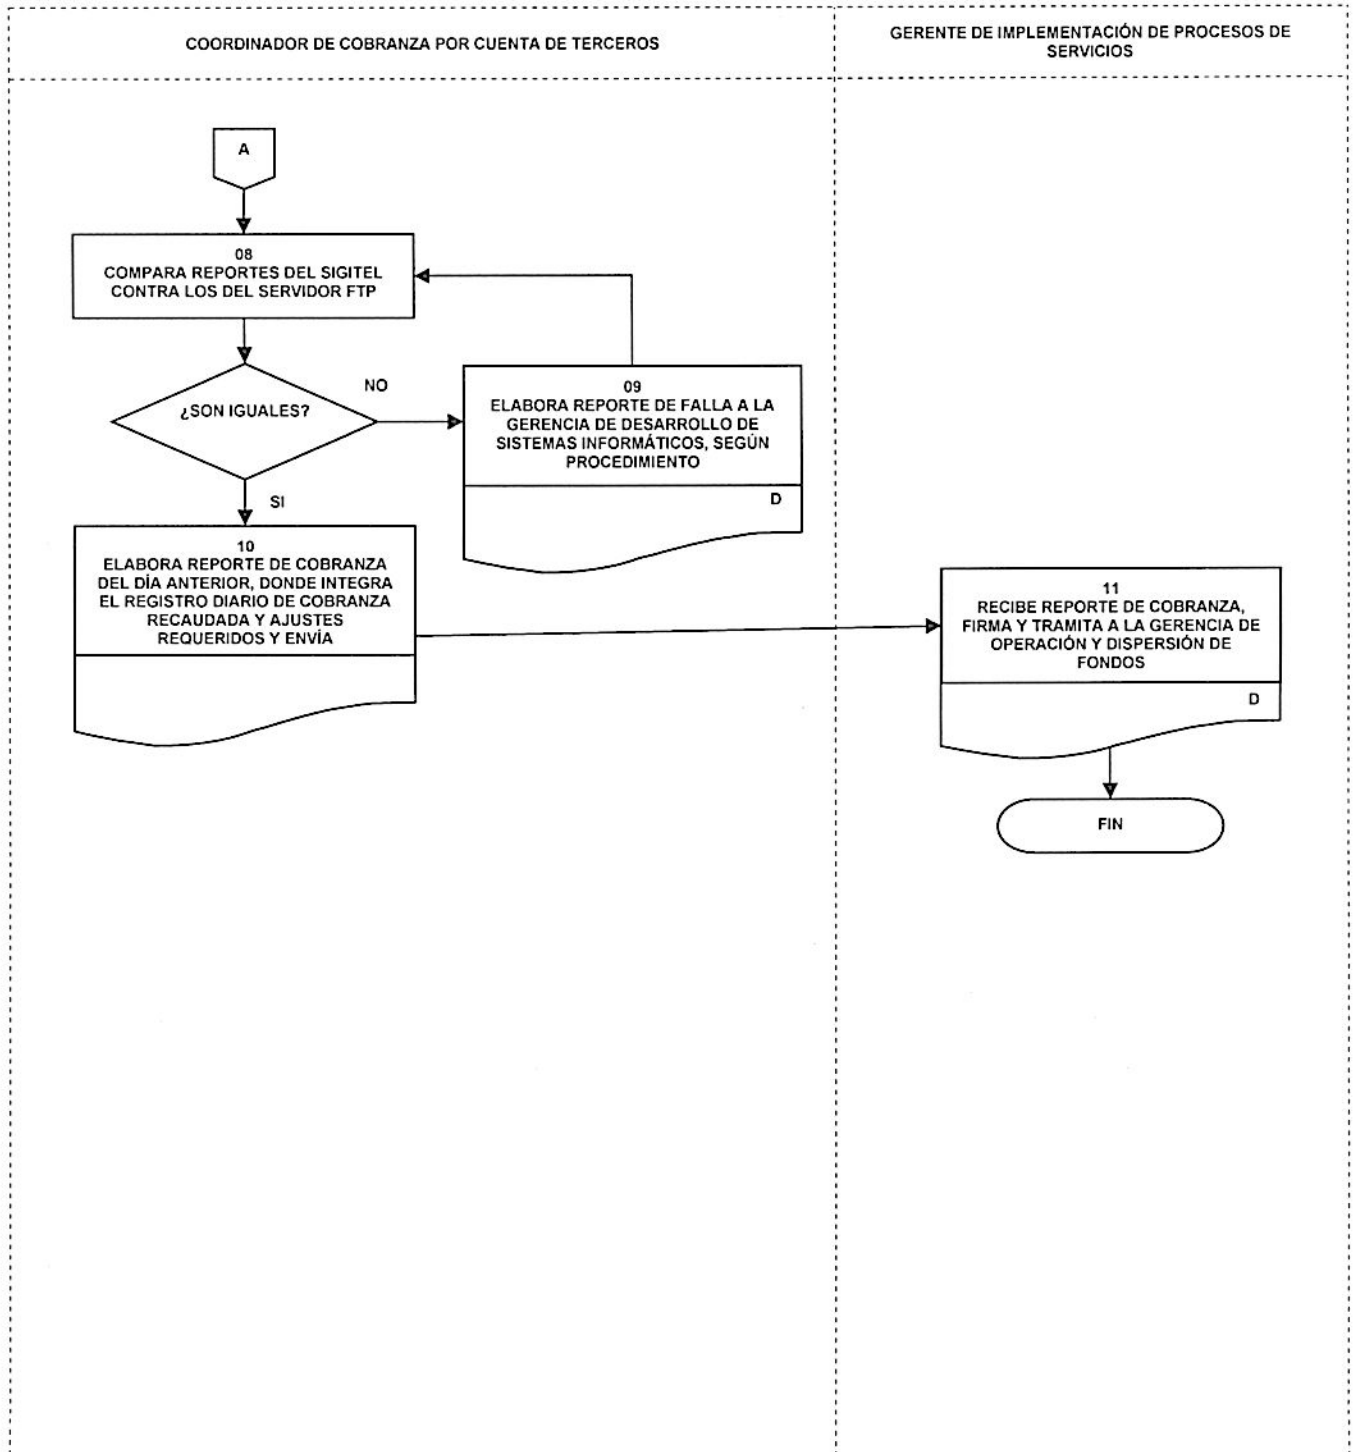 COORDINADOR DE COBRANZA POR CUENTA DE TERCEROS
GERENTE DE IMPLEMENTACIÓN DE PROCESOS DE
SERVICIOS
A
08
COMPARA REPORTES DEL SIGITEL
CONTRA LOS DEL SERVIDOR FTP
¿SON IGUALES?
NO
09
ELABORA REPORTE DE FALLA A LA
GERENCIA DE DESARROLLO DE
SISTEMAS INFORMÁTICOS, SEGÚN
PROCEDIMIENTO
D
SI
10
ELABORA REPORTE DE COBRANZA
DEL DÍA ANTERIOR, DONDE INTEGRA
EL REGISTRO DIARIO DE COBRANZA
RECAUDADA Y AJUSTES
REQUERIDOS Y ENVÍA
11
RECIBE REPORTE DE COBRANZA,
FIRMA Y TRAMITA A LA GERENCIA DE
OPERACIÓN Y DISPERSIÓN DE
FONDOS
D
FIN